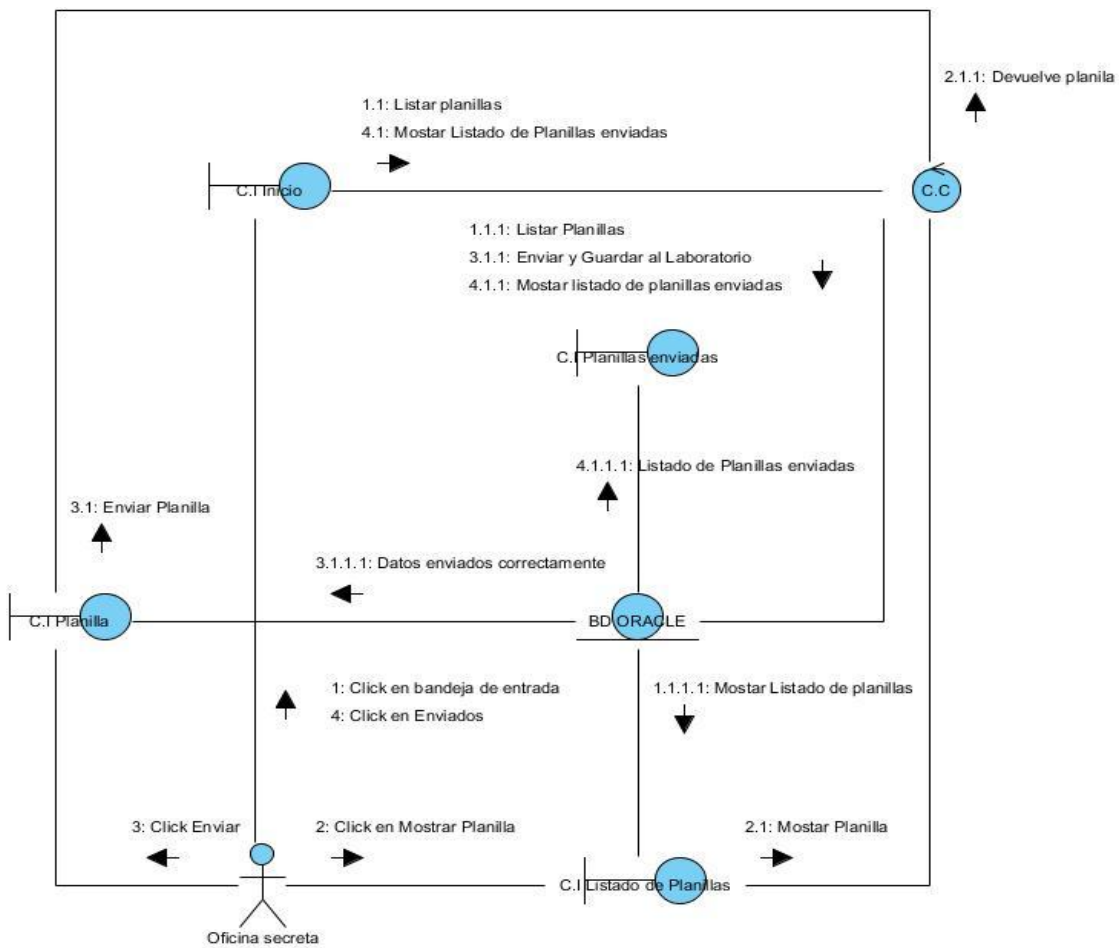 2.1.1: Devuelve planila
1.1: Listar planillas
4.1: Mostar Listado de Planillas enviadas
C.I Inicio
C.C
1.1.1: Listar Planillas
3.1.1: Enviar y Guardar al Laboratorio
4.1.1: Mostar listado de planillas enviadas
C.I Planillas enviadas
4.1.1.1: Listado de Planillas enviadas
3.1: Enviar Planilla
3.1.1.1: Datos enviados correctamente
C.I Planilla
BD ORACLE
1: Click en bandeja de entrada
4: Click en Enviados
1.1.1.1: Mostar Listado de planillas
3: Click Enviar
2: Click en Mostrar Planilla
2.1: Mostar Planilla
C.I Listado de Planillas
Oficina secreta